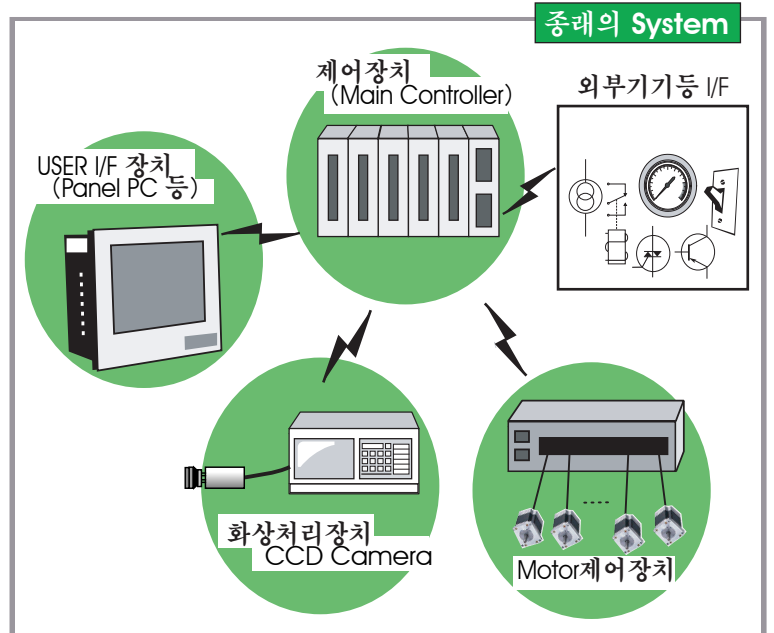 종래의 System
제어장치
(Main Controller)
외부기기등 I/F
USER I/F 장치
(Panel PC 등)
화상처리장치
CCD Camera
Motor제어장치